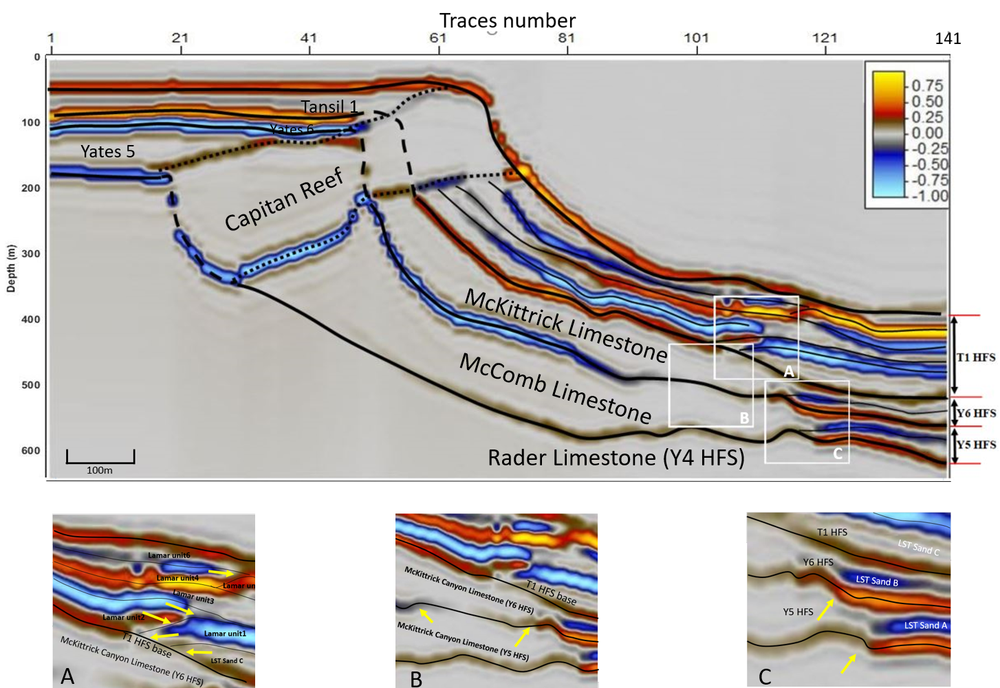 Traces number
1 21 41 61 81 101 121 141
0
100
200
300
400
500
600
Depth (m)
0.75
0.50
0.25
0.00
-0.25
-0.50
-0.75
-1.00
Tansil 1
Yates 6
Yates 5
Capitan Reef
McKittrick Limestone
McComb Limestone
Rader Limestone (Y4 HFS)
A
B
C
T1 HFS
Y6 HFS
Y5 HFS
100m
Lamar unit6
Lamar unit4
Lamar un
Lamar unit3
Lamar unit2
Lamar unit1
T1 HFS base
LST Sand C
McKittrick Canyon Limestone (Y6 HFS)
A
McKittrick Canyon Limestone (Y6 HFS)
T1 HFS base
McKittrick Canyon Limestone (Y5 HFS)
B
T1 HFS
LST Sand C
Y6 HFS
LST Sand B
Y5 HFS
LST Sand A
C